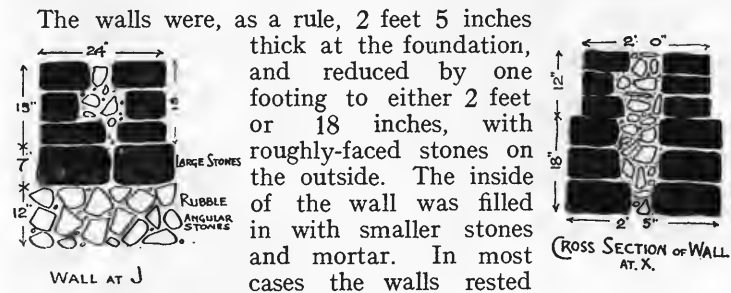 The walls were, as a rule, 2 feet 5 inches
thick at the foundation,
and reduced by one
footing to either 2 feet
or 18 inches, with
roughly-faced stones on
the outside. The inside
of the wall was filled
in with smaller stones
and mortar. In most
cases the walls rested
24"
15"
18
7"
12"
LARGE STONES
RUBBLE
ANGULAR
STONES
WALL AT J
2' 0"
12"
18"
2' 5"
CROSS SECTION OF WALL
AT. X.